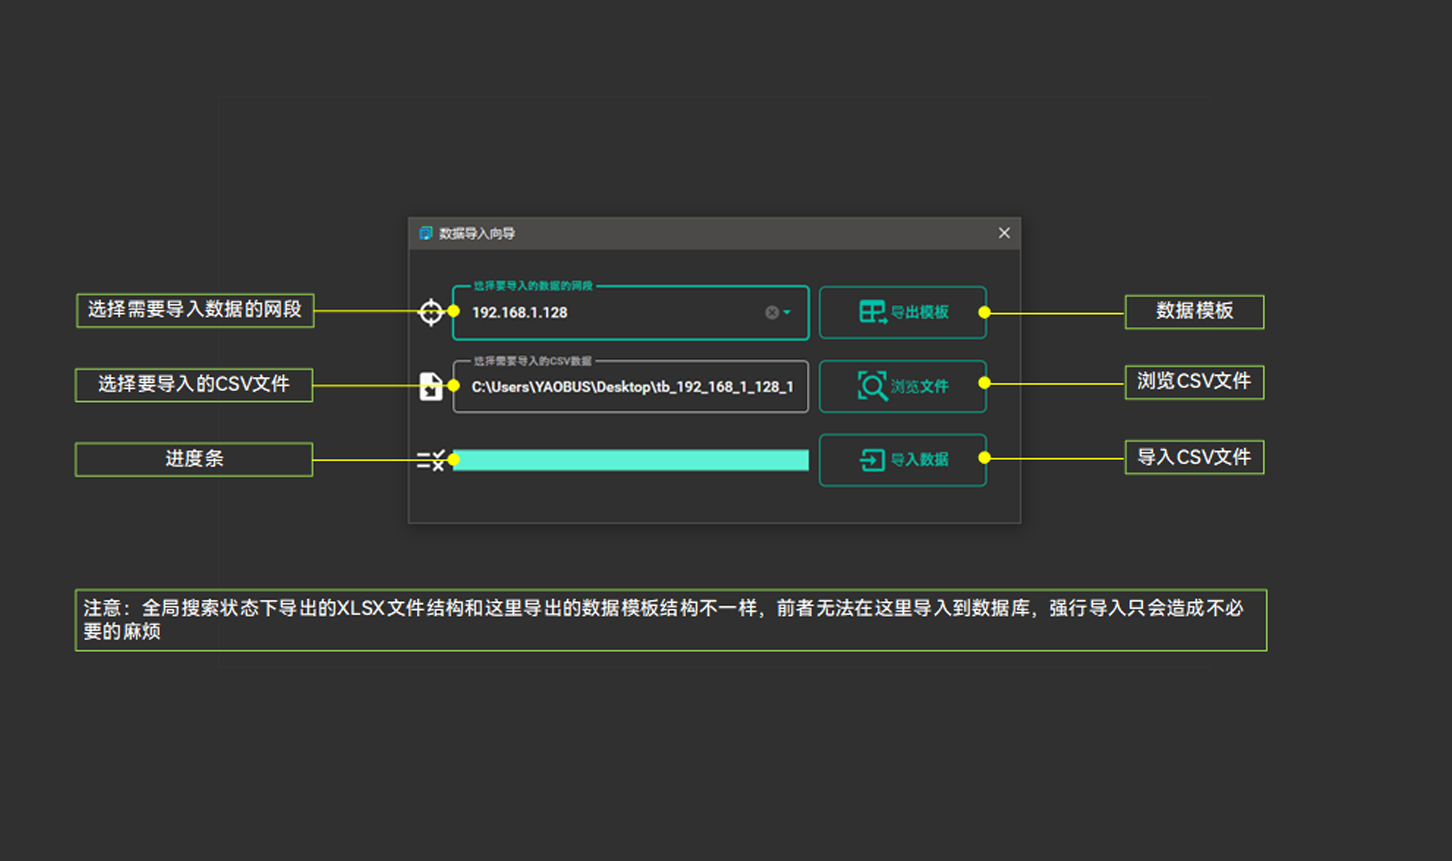 数据导入向导
选择要导入的数据的网段
选择需要导入数据的网段
192.168.1.128
导出模板
数据模板
选择需要导入的CSV数据
选择要导入的CSV文件
C:\Users\YAOBUS\Desktop\tb_192_168_1_128_1
浏览文件
浏览CSV文件
进度条
导入数据
导入CSV文件
注意：全局搜索状态下导出的XLSX文件结构和这里导出的数据模板结构不一样，前者无法在这里导入到数据库，强行导入只会造成不必
要的麻烦